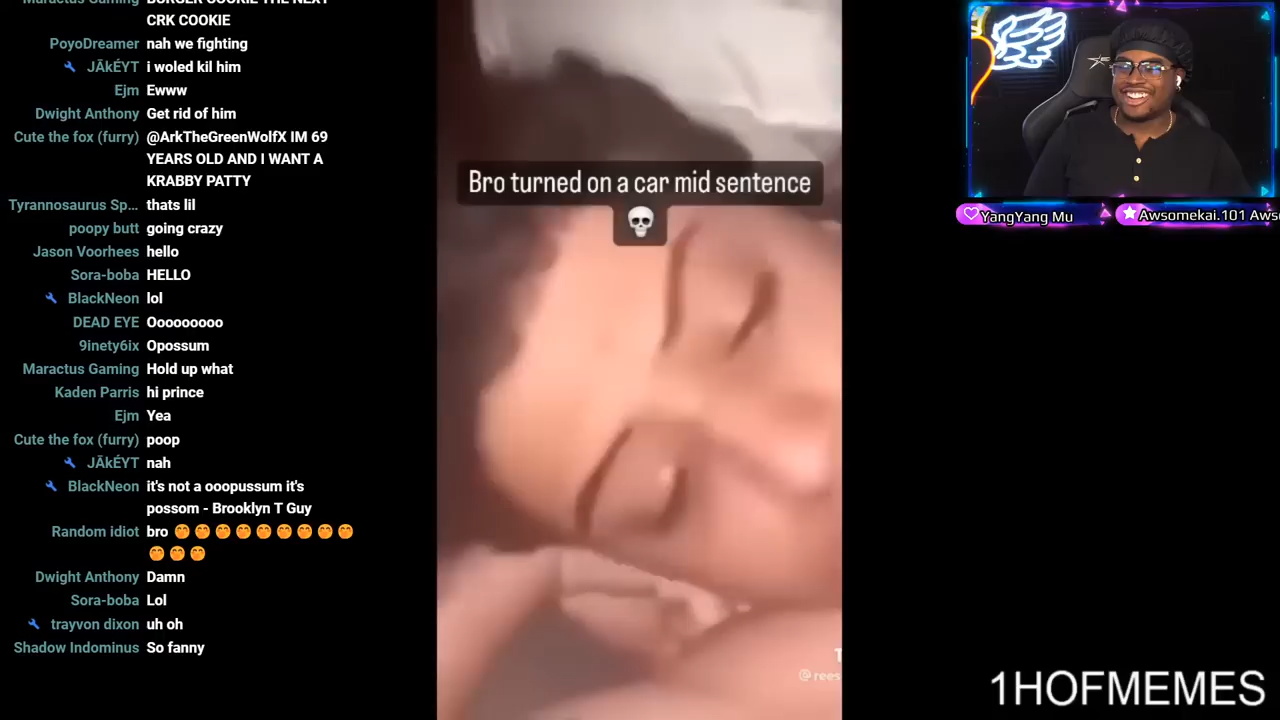 Maractus Gaming BURGER COOKIE THE NEXT
CRK COOKIE
PoyoDreamer nah we fighting
JĀkÉYT i woled kil him
Ejm Ewww
Dwight Anthony Get rid of him
Cute the fox (furry) @ArkTheGreenWolfX IM 69
YEARS OLD AND I WANT A
KRABBY PATTY
Tyrannosaurus Sp... thats lil
poopy butt going crazy
Jason Voorhees hello
Sora-boba HELLO
BlackNeon lol
DEAD EYE Ooooooooo
9inety6ix Opossum
Maractus Gaming Hold up what
Kaden Parris hi prince
Ejm Yea
Cute the fox (furry) poop
JĀkÉYT nah
BlackNeon it's not a ooopussum it's
possom - Brooklyn T Guy
Random idiot bro 🤭🤭🤭🤭🤭🤭🤭🤭🤭
🤭🤭🤭
Dwight Anthony Damn
Sora-boba Lol
trayvon dixon uh oh
Shadow Indominus So fanny
Bro turned on a car mid sentence
💀
T
@rees
YangYang Mu
Awsomekai.101 Aws
1HOFMEMES